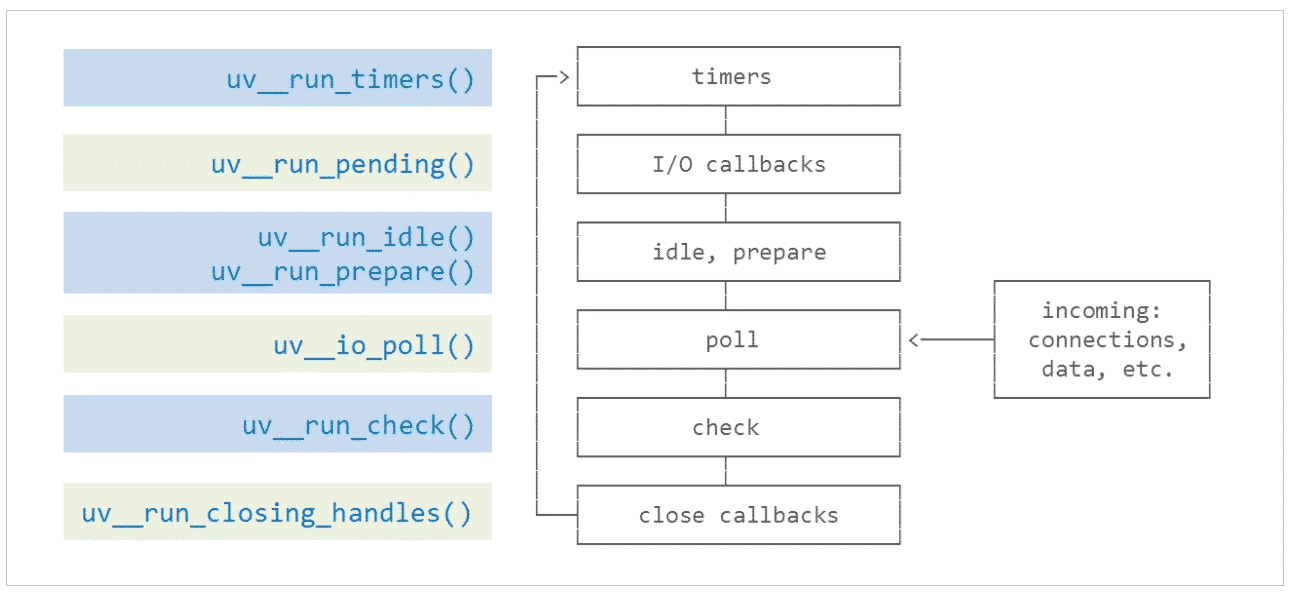 uv__run_timers()
timers
uv__run_pending()
I/O callbacks
uv__run_idle()
uv__run_prepare()
idle, prepare
uv__io_poll()
poll
incoming:
connections,
data, etc.
uv__run_check()
check
uv__run_closing_handles()
close callbacks